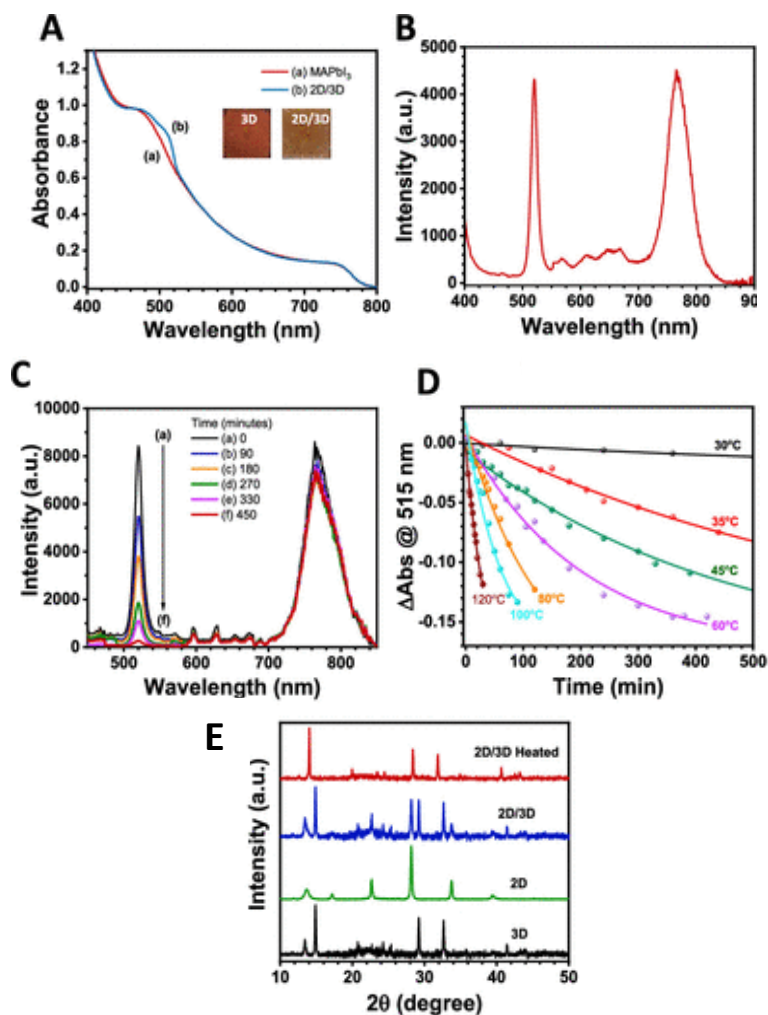 A
(a) MAPbI3
(b) 2D/3D
3D
2D/3D
(b)
(a)
Absorbance
1.2
1.0
0.8
0.6
0.4
0.2
0.0
400
500
600
700
800
Wavelength (nm)
B
Intensity (a.u.)
5000
4000
3000
2000
1000
0
400
500
600
700
800
900
Wavelength (nm)
C
Intensity (a.u.)
10000
8000
6000
4000
2000
0
Time (minutes)
(a) 0
(b) 90
(c) 180
(d) 270
(e) 330
(f) 450
(a)
(f)
500
600
700
800
Wavelength (nm)
D
ΔAbs @ 515 nm
0.00
-0.05
-0.10
-0.15
30°C
35°C
45°C
60°C
80°C
100°C
120°C
0
100
200
300
400
500
Time (min)
E
Intensity (a.u.)
2D/3D Heated
2D/3D
2D
3D
10
20
30
40
50
2θ (degree)